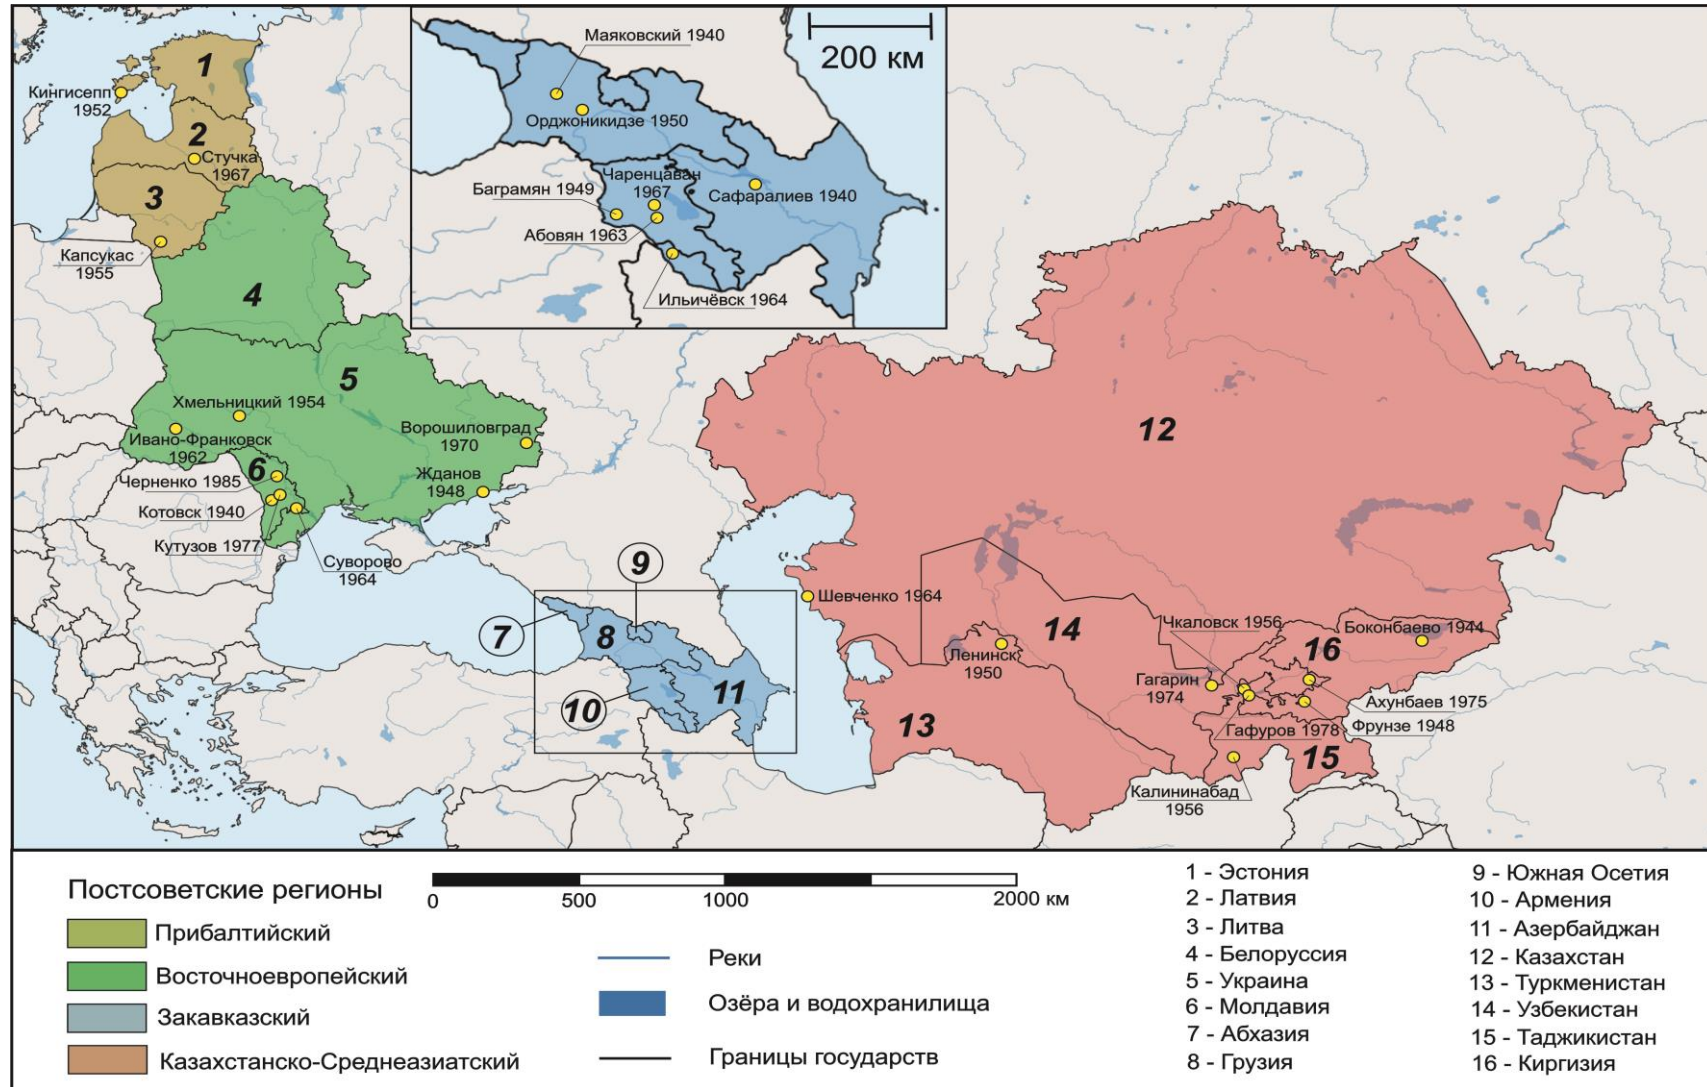 1
Кингисепп
1952
2
Стучка
1967
3
Капсукас
1955
4
5
Хмельницкий 1954
Ивано-Франковск
1962
Ворошиловград
1970
Жданов
1948
6
Черненко 1985
Котовск 1940
Кутузов 1977
Суворово
1964
Маяковский 1940
200 км
Орджоникидзе 1950
Чаренцаван
1967
Баграмян 1949
Сафаралиев 1940
Абовян 1963
Ильичёвск 1964
7
8
9
10
11
12
Шевченко 1964
14
Чкаловск 1956
Боконбаево 1944
16
Ленинск
1950
Гагарин
1974
Ахунбаев 1975
Фрунзе 1948
13
Гафуров 1978
15
Калининабад
1956
Постсоветские регионы
Прибалтийский
Восточноевропейский
Закавказский
Казахстанско-Среднеазиатский
0 500 1000 2000 км
Реки
Озёра и водохранилища
Границы государств
1 - Эстония
2 - Латвия
3 - Литва
4 - Белоруссия
5 - Украина
6 - Молдавия
7 - Абхазия
8 - Грузия
9 - Южная Осетия
10 - Армения
11 - Азербайджан
12 - Казахстан
13 - Туркменистан
14 - Узбекистан
15 - Таджикистан
16 - Киргизия